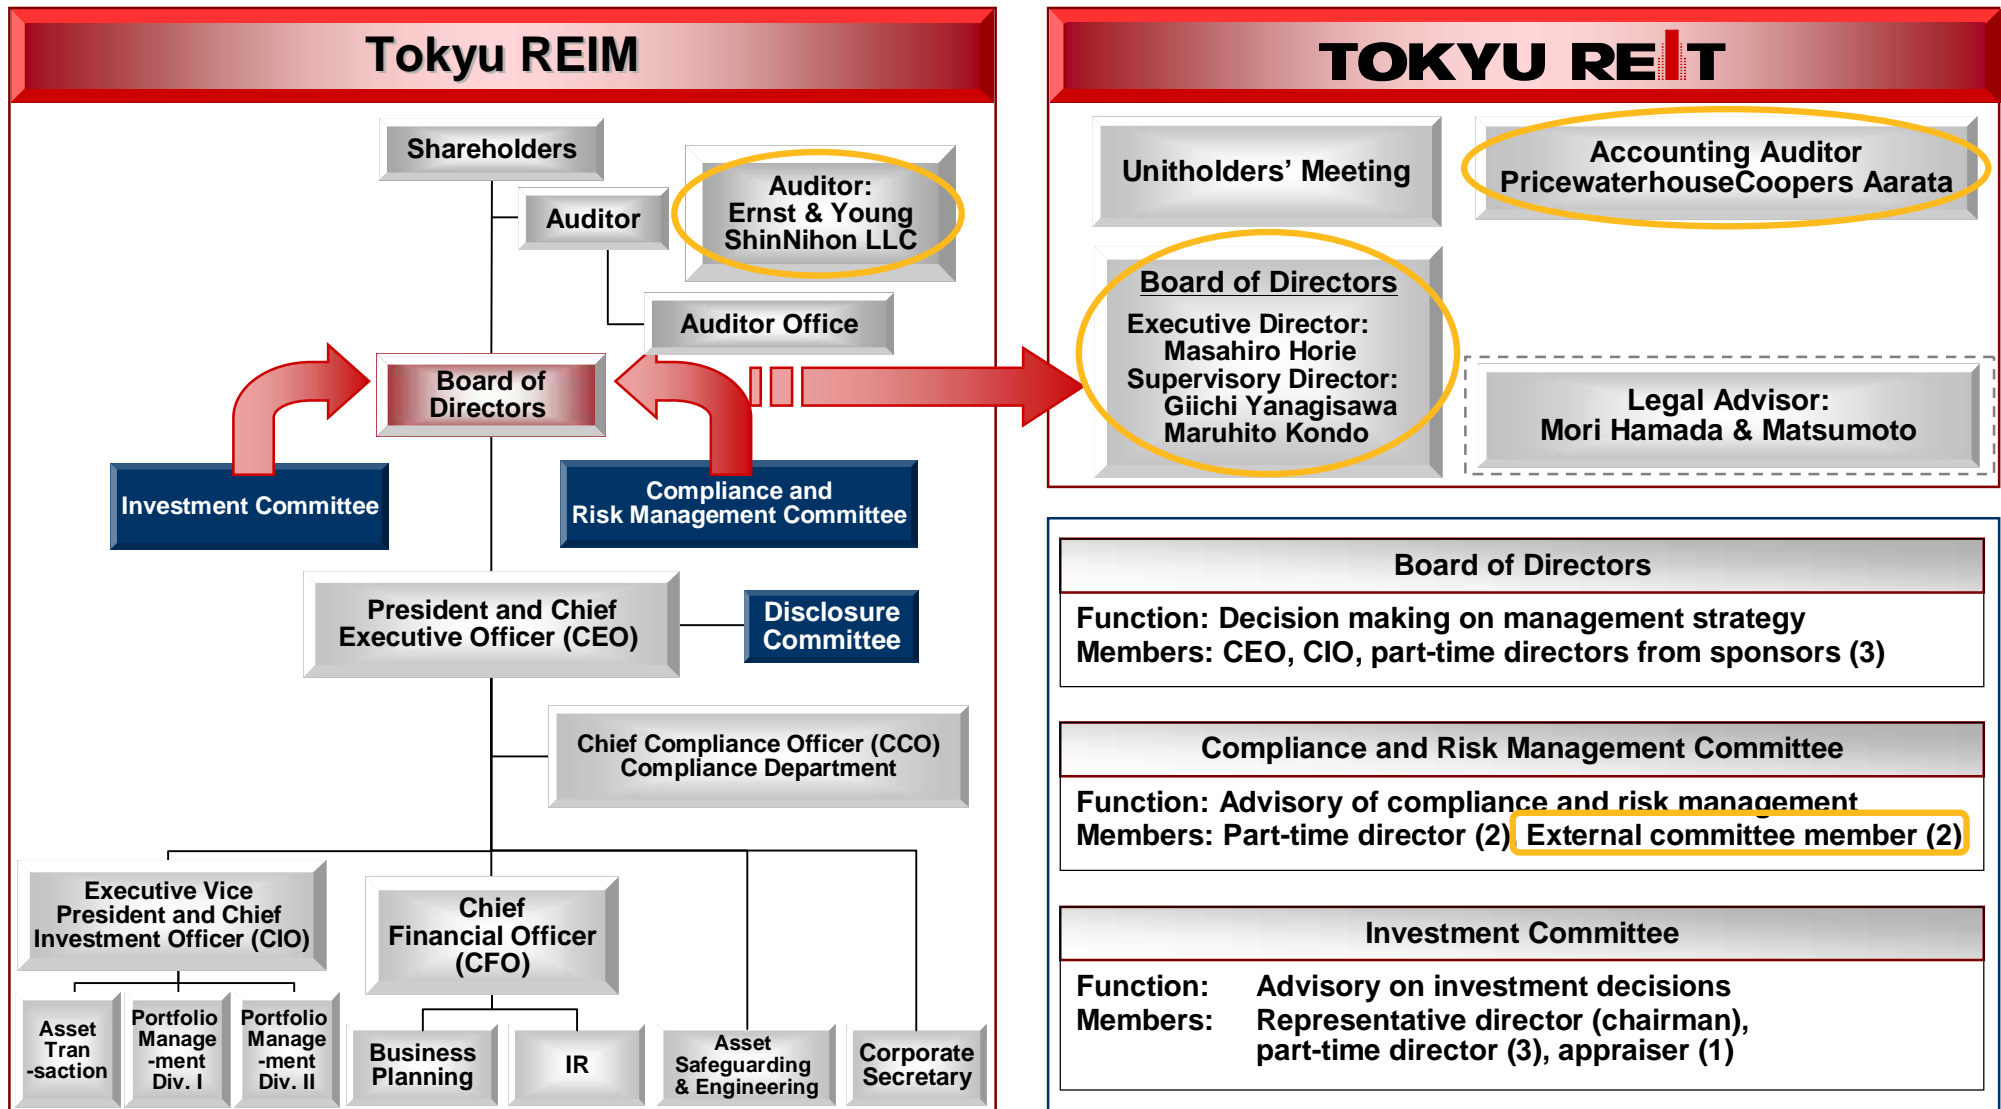 Tokyu REIM
Shareholders
Auditor
Auditor:
Ernst & Young
ShinNihon LLC
Auditor Office
Board of
Directors
Investment Committee
Compliance and
Risk Management Committee
President and Chief
Executive Officer (CEO)
Disclosure
Committee
Chief Compliance Officer (CCO)
Compliance Department
Executive Vice
President and Chief
Investment Officer (CIO)
Chief
Financial Officer
(CFO)
Asset
Tran
-saction
Portfolio
Manage
-ment
Div. I
Portfolio
Manage
-ment
Div. II
Business
Planning
IR
Asset
Safeguarding
& Engineering
Corporate
Secretary
TOKYU REIT
Unitholders’ Meeting
Accounting Auditor
PricewaterhouseCoopers Aarata
Board of Directors
Executive Director:
Masahiro Horie
Supervisory Director:
Giichi Yanagisawa
Maruhito Kondo
Legal Advisor:
Mori Hamada & Matsumoto
Board of Directors
Function: Decision making on management strategy
Members: CEO, CIO, part-time directors from sponsors (3)
Compliance and Risk Management Committee
Function: Advisory of compliance and risk management
Members: Part-time director (2), External committee member (2)
Investment Committee
Function: Advisory on investment decisions
Members: Representative director (chairman),
part-time director (3), appraiser (1)